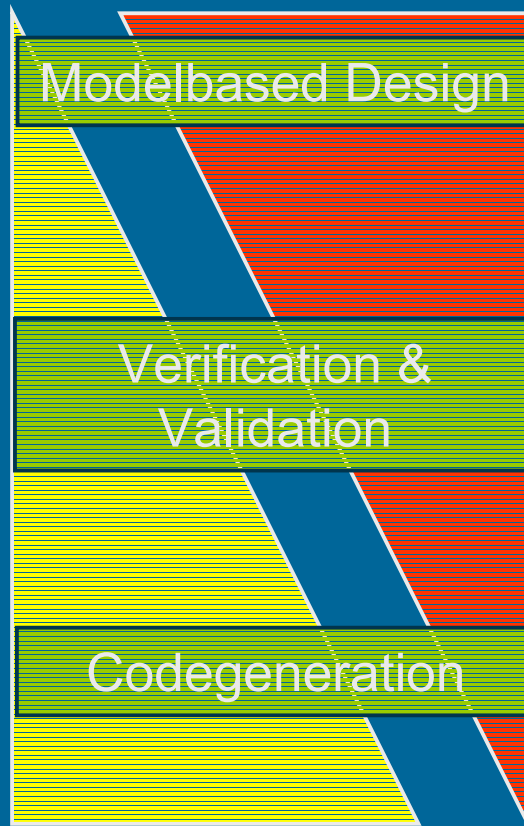 Modelbased Design
Verification &
Validation
Codegeneration